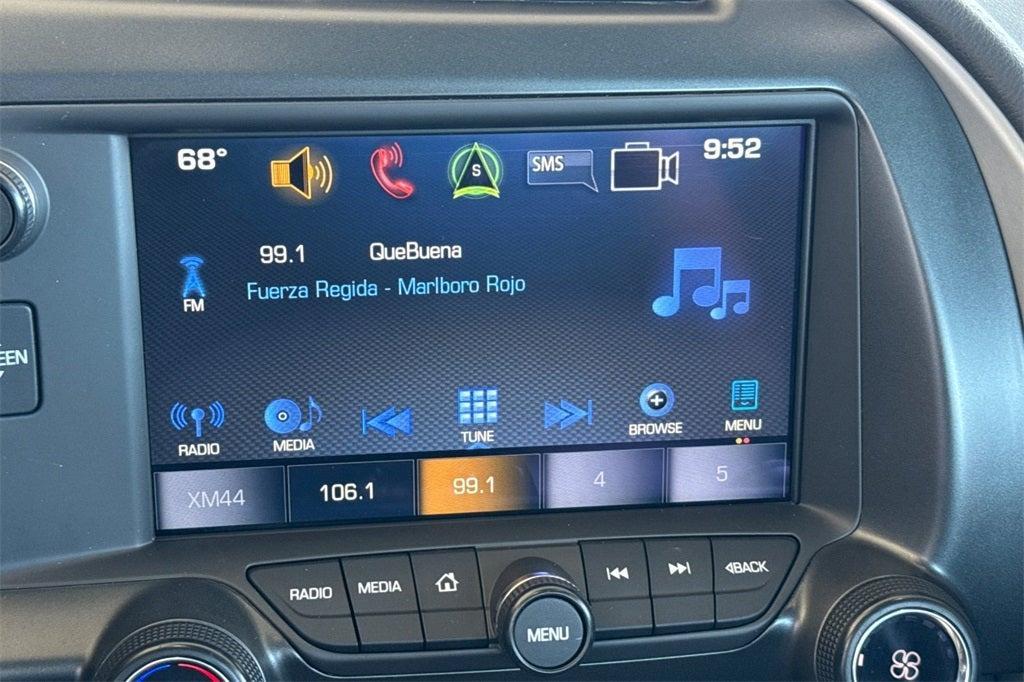 68°
S
SMS
9:52
99.1 QueBuena
FM
Fuerza Regida - Marlboro Rojo
RADIO
MEDIA
TUNE
BROWSE
MENU
XM44
106.1
99.1
4
5
EEN
RADIO
MEDIA
BACK
MENU